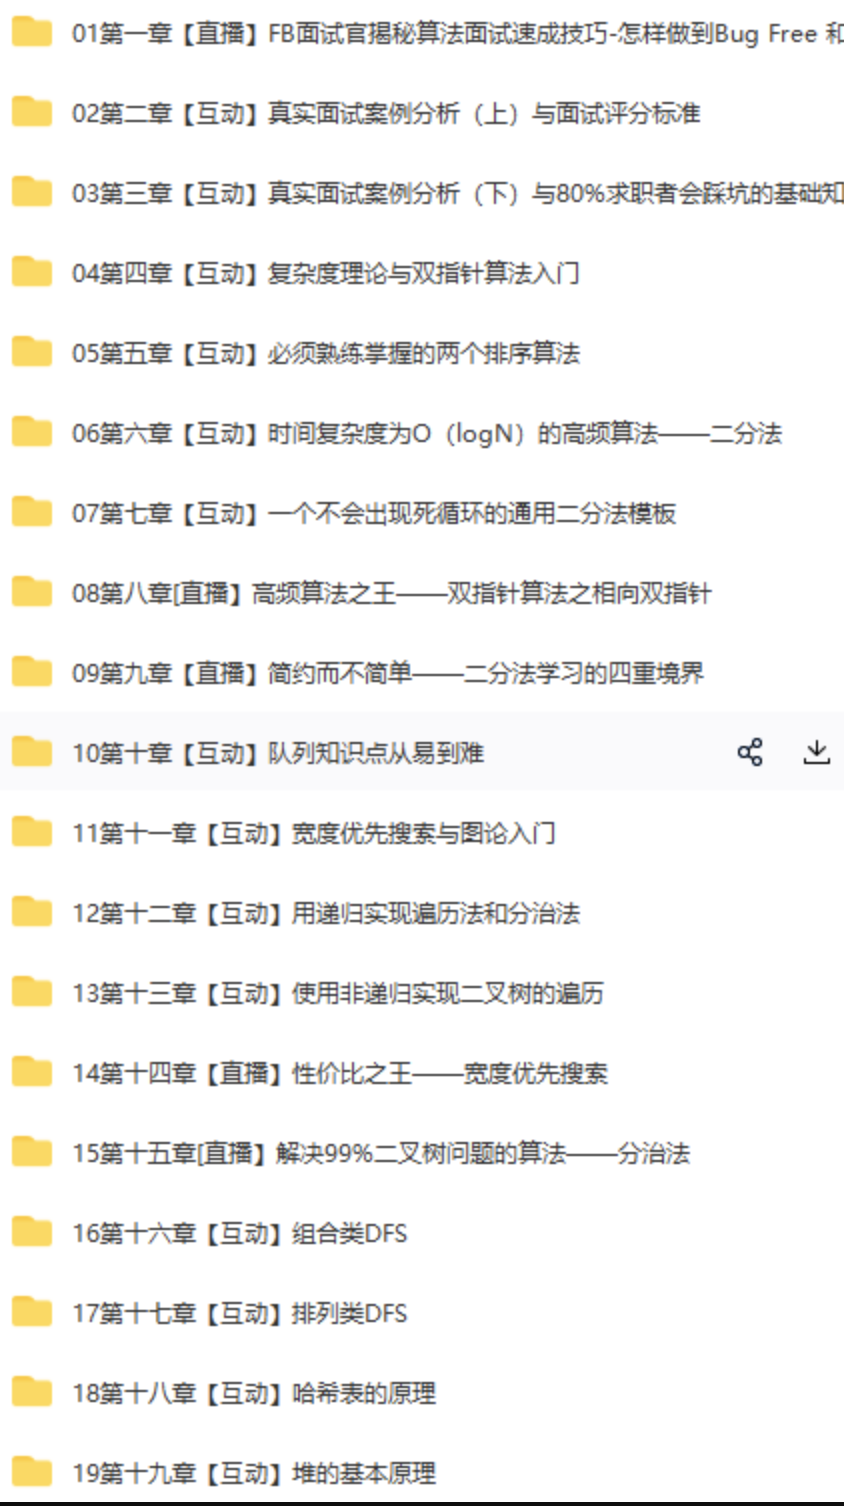 01第一章【直播】FB面试官揭秘算法面试速成技巧-怎样做到Bug Free 和
02第二章【互动】真实面试案例分析（上）与面试评分标准
03第三章【互动】真实面试案例分析（下）与80%求职者会踩坑的基础知
04第四章【互动】复杂度理论与双指针算法入门
05第五章【互动】必须熟练掌握的两个排序算法
06第六章【互动】时间复杂度为O（logN）的高频算法——二分法
07第七章【互动】一个不会出现死循环的通用二分法模板
08第八章[直播】高频算法之王——双指针算法之相向双指针
09第九章【直播】简约而不简单——二分法学习的四重境界
10第十章【互动】队列知识点从易到难
11第十一章【互动】宽度优先搜索与图论入门
12第十二章【互动】用递归实现遍历法和分治法
13第十三章【互动】使用非递归实现二叉树的遍历
14第十四章【直播】性价比之王——宽度优先搜索
15第十五章[直播】解决99%二叉树问题的算法——分治法
16第十六章【互动】组合类DFS
17第十七章【互动】排列类DFS
18第十八章【互动】哈希表的原理
19第十九章【互动】堆的基本原理